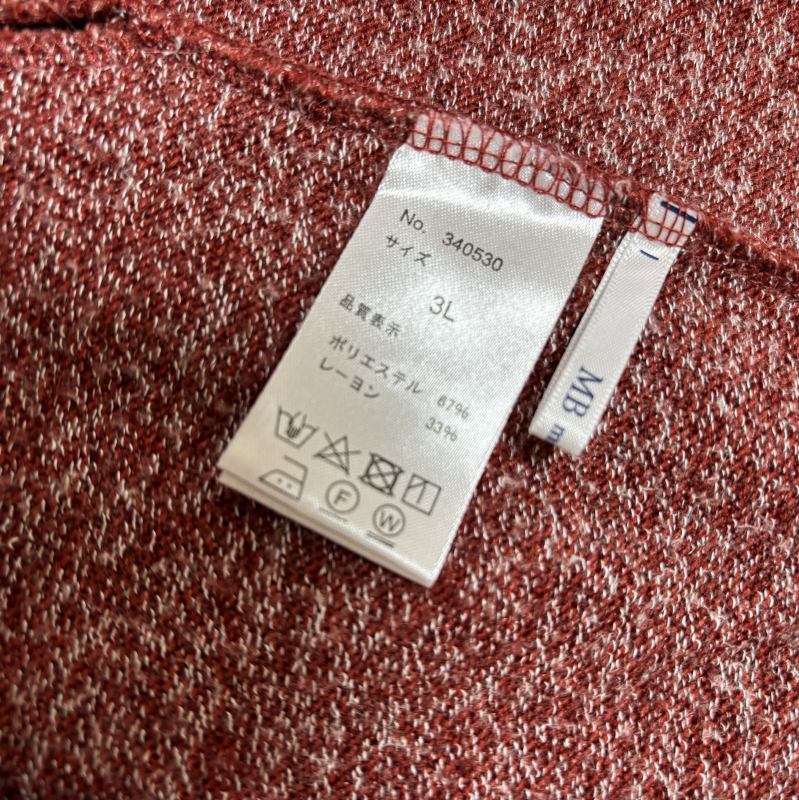 No. 340530
サイズ
3L
品質表示
ポリエステル 67%
レーヨン 33%
F
W
MB
m